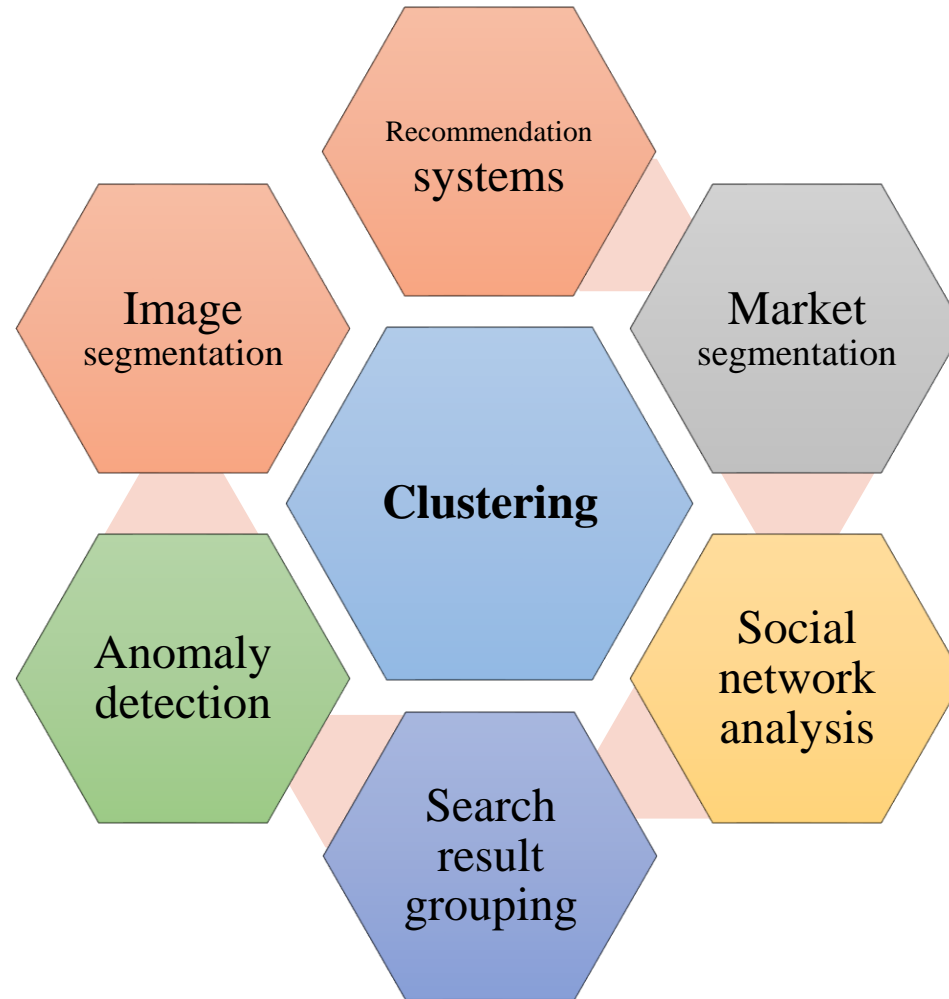 Recommendation
systems
Image
segmentation
Market
segmentation
Clustering
Anomaly
detection
Social
network
analysis
Search
result
grouping